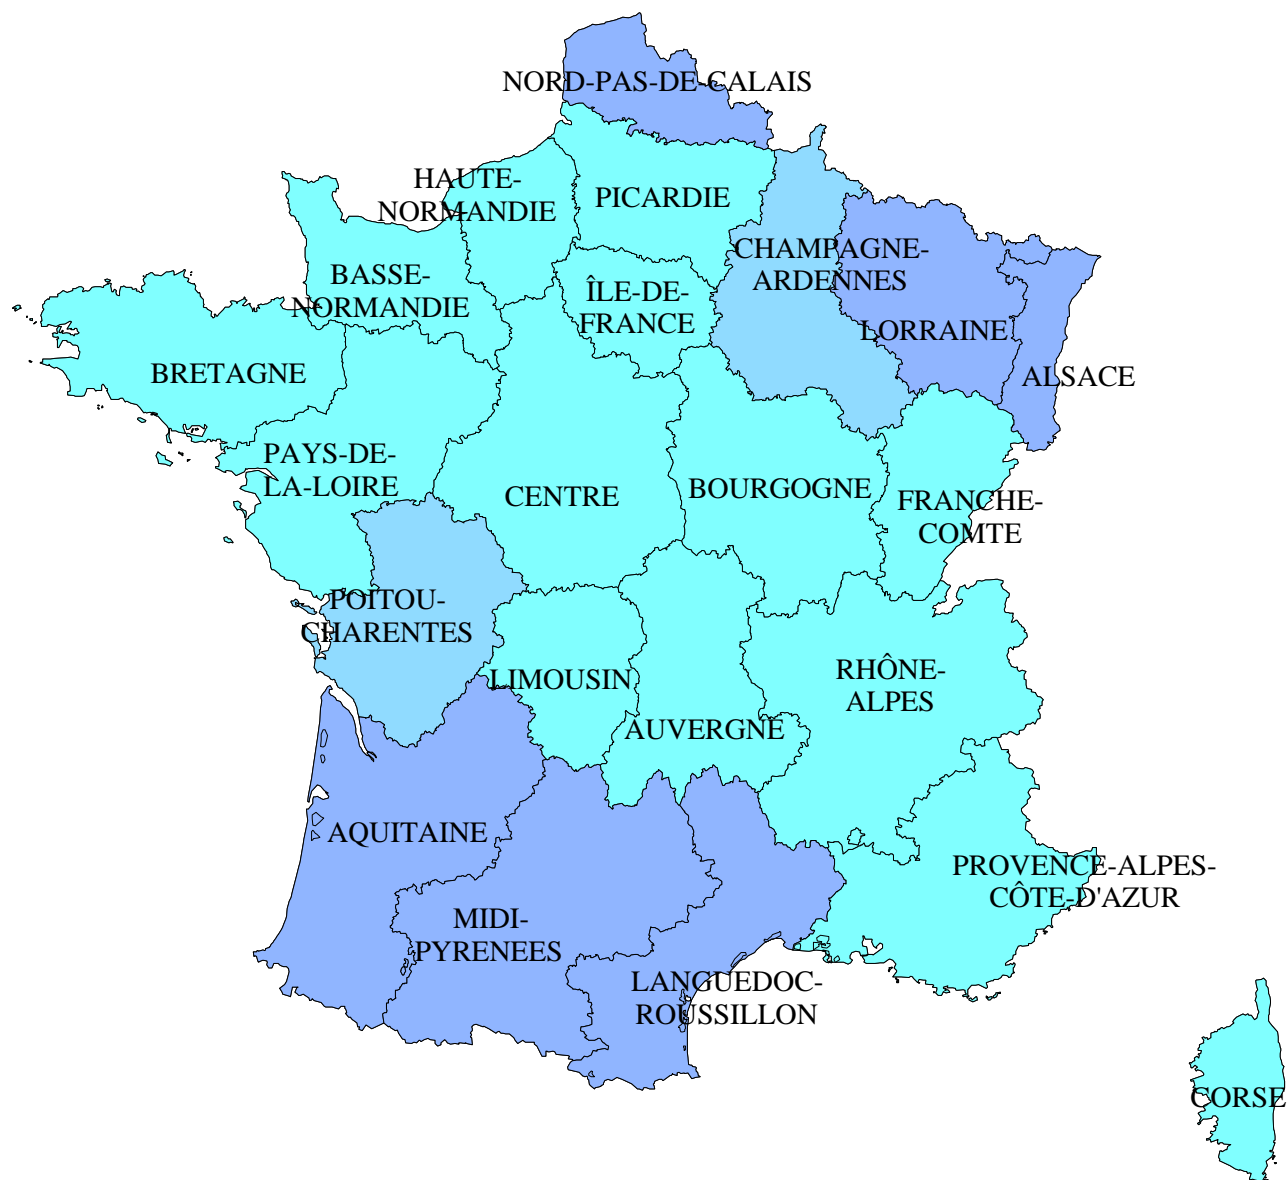 NORD-PAS-DE-CALAIS
HAUTE-
NORMANDIE
PICARDIE
CHAMPAGNE-
ARDENNES
BASSE-
NORMANDIE
ÎLE-DE-
FRANCE
LORRAINE
BRETAGNE
ALSACE
PAYS-DE-
LA-LOIRE
CENTRE
BOURGOGNE
FRANCHE-
COMTE
POITOU-
CHARENTES
LIMOUSIN
RHÔNE-
ALPES
AUVERGNE
AQUITAINE
PROVENCE-ALPES-
CÔTE-D'AZUR
MIDI-
PYRENEES
LANGUEDOC-
ROUSSILLON
CORSE